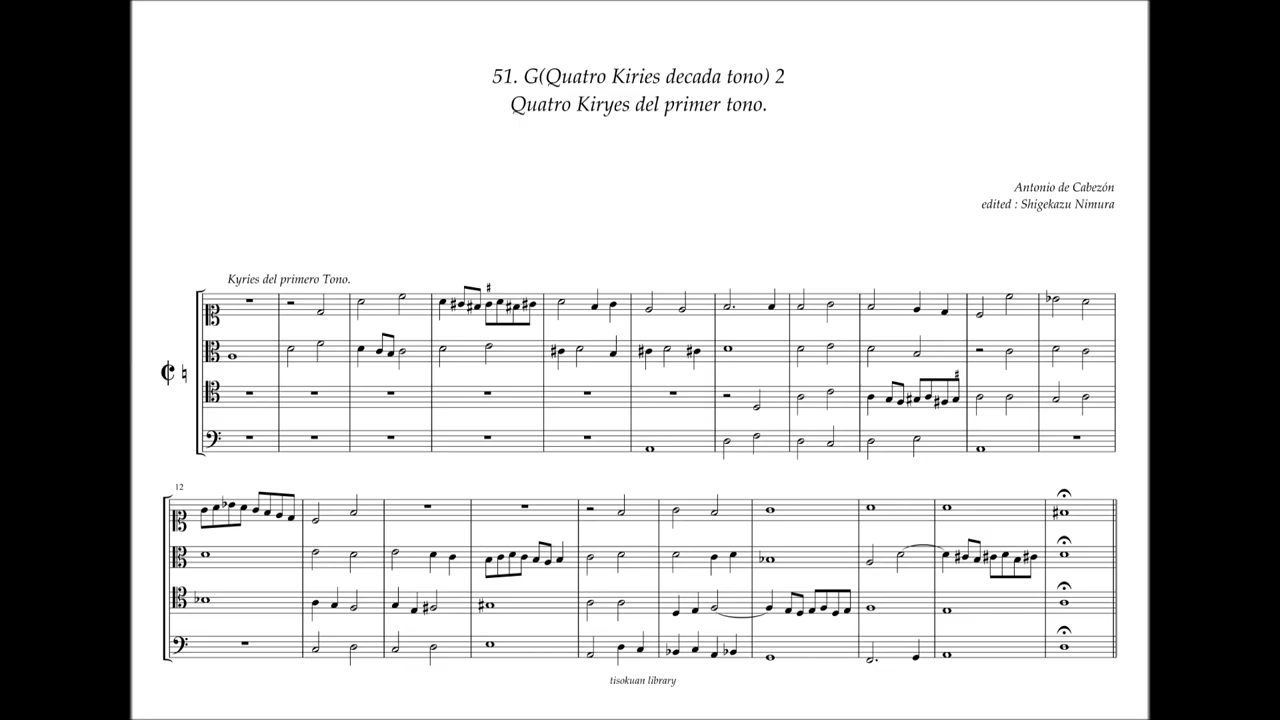 51. G(Quatro Kiries decada tono) 2
Quatro Kiryes del primer tono.
Antonio de Cabezón
edited : Shigekazu Nimura
Kyries del primero Tono.
12
tisokuan library